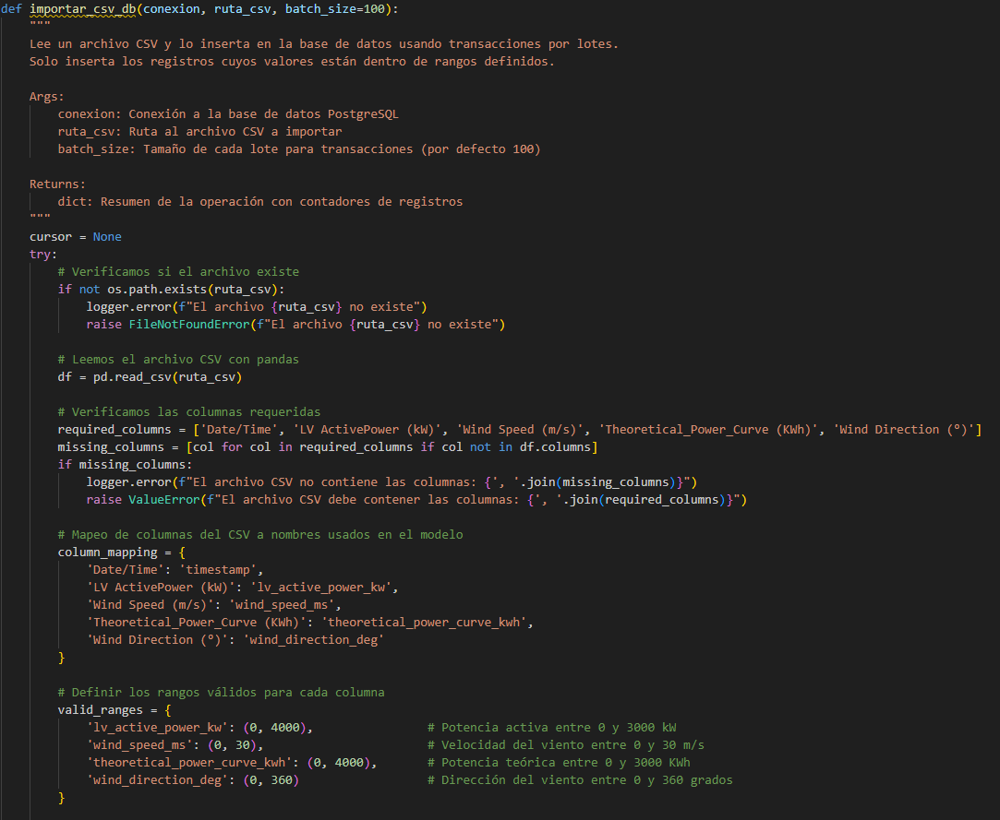 def importar_csv_db(conexion, ruta_csv, batch_size=100):
    """
    Lee un archivo CSV y lo inserta en la base de datos usando transacciones por lotes.
    Solo inserta los registros cuyos valores están dentro de rangos definidos.

    Args:
        conexion: Conexión a la base de datos PostgreSQL
        ruta_csv: Ruta al archivo CSV a importar
        batch_size: Tamaño de cada lote para transacciones (por defecto 100)

    Returns:
        dict: Resumen de la operación con contadores de registros
    """
    cursor = None
    try:
        # Verificamos si el archivo existe
        if not os.path.exists(ruta_csv):
            logger.error(f"El archivo {ruta_csv} no existe")
            raise FileNotFoundError(f"El archivo {ruta_csv} no existe")

        # Leemos el archivo CSV con pandas
        df = pd.read_csv(ruta_csv)

        # Verificamos las columnas requeridas
        required_columns = ['Date/Time', 'LV ActivePower (kW)', 'Wind Speed (m/s)', 'Theoretical_Power_Curve (KWh)', 'Wind Direction (°)']
        missing_columns = [col for col in required_columns if col not in df.columns]
        if missing_columns:
            logger.error(f"El archivo CSV no contiene las columnas: {', '.join(missing_columns)}")
            raise ValueError(f"El archivo CSV debe contener las columnas: {', '.join(required_columns)}")

        # Mapeo de columnas del CSV a nombres usados en el modelo
        column_mapping = {
            'Date/Time': 'timestamp',
            'LV ActivePower (kW)': 'lv_active_power_kw',
            'Wind Speed (m/s)': 'wind_speed_ms',
            'Theoretical_Power_Curve (KWh)': 'theoretical_power_curve_kwh',
            'Wind Direction (°)': 'wind_direction_deg'
        }

        # Definir los rangos válidos para cada columna
        valid_ranges = {
            'lv_active_power_kw': (0, 4000),                # Potencia activa entre 0 y 3000 kW
            'wind_speed_ms': (0, 30),                       # Velocidad del viento entre 0 y 30 m/s
            'theoretical_power_curve_kwh': (0, 4000),       # Potencia teórica entre 0 y 3000 KWh
            'wind_direction_deg': (0, 360)                  # Dirección del viento entre 0 y 360 grados
        }